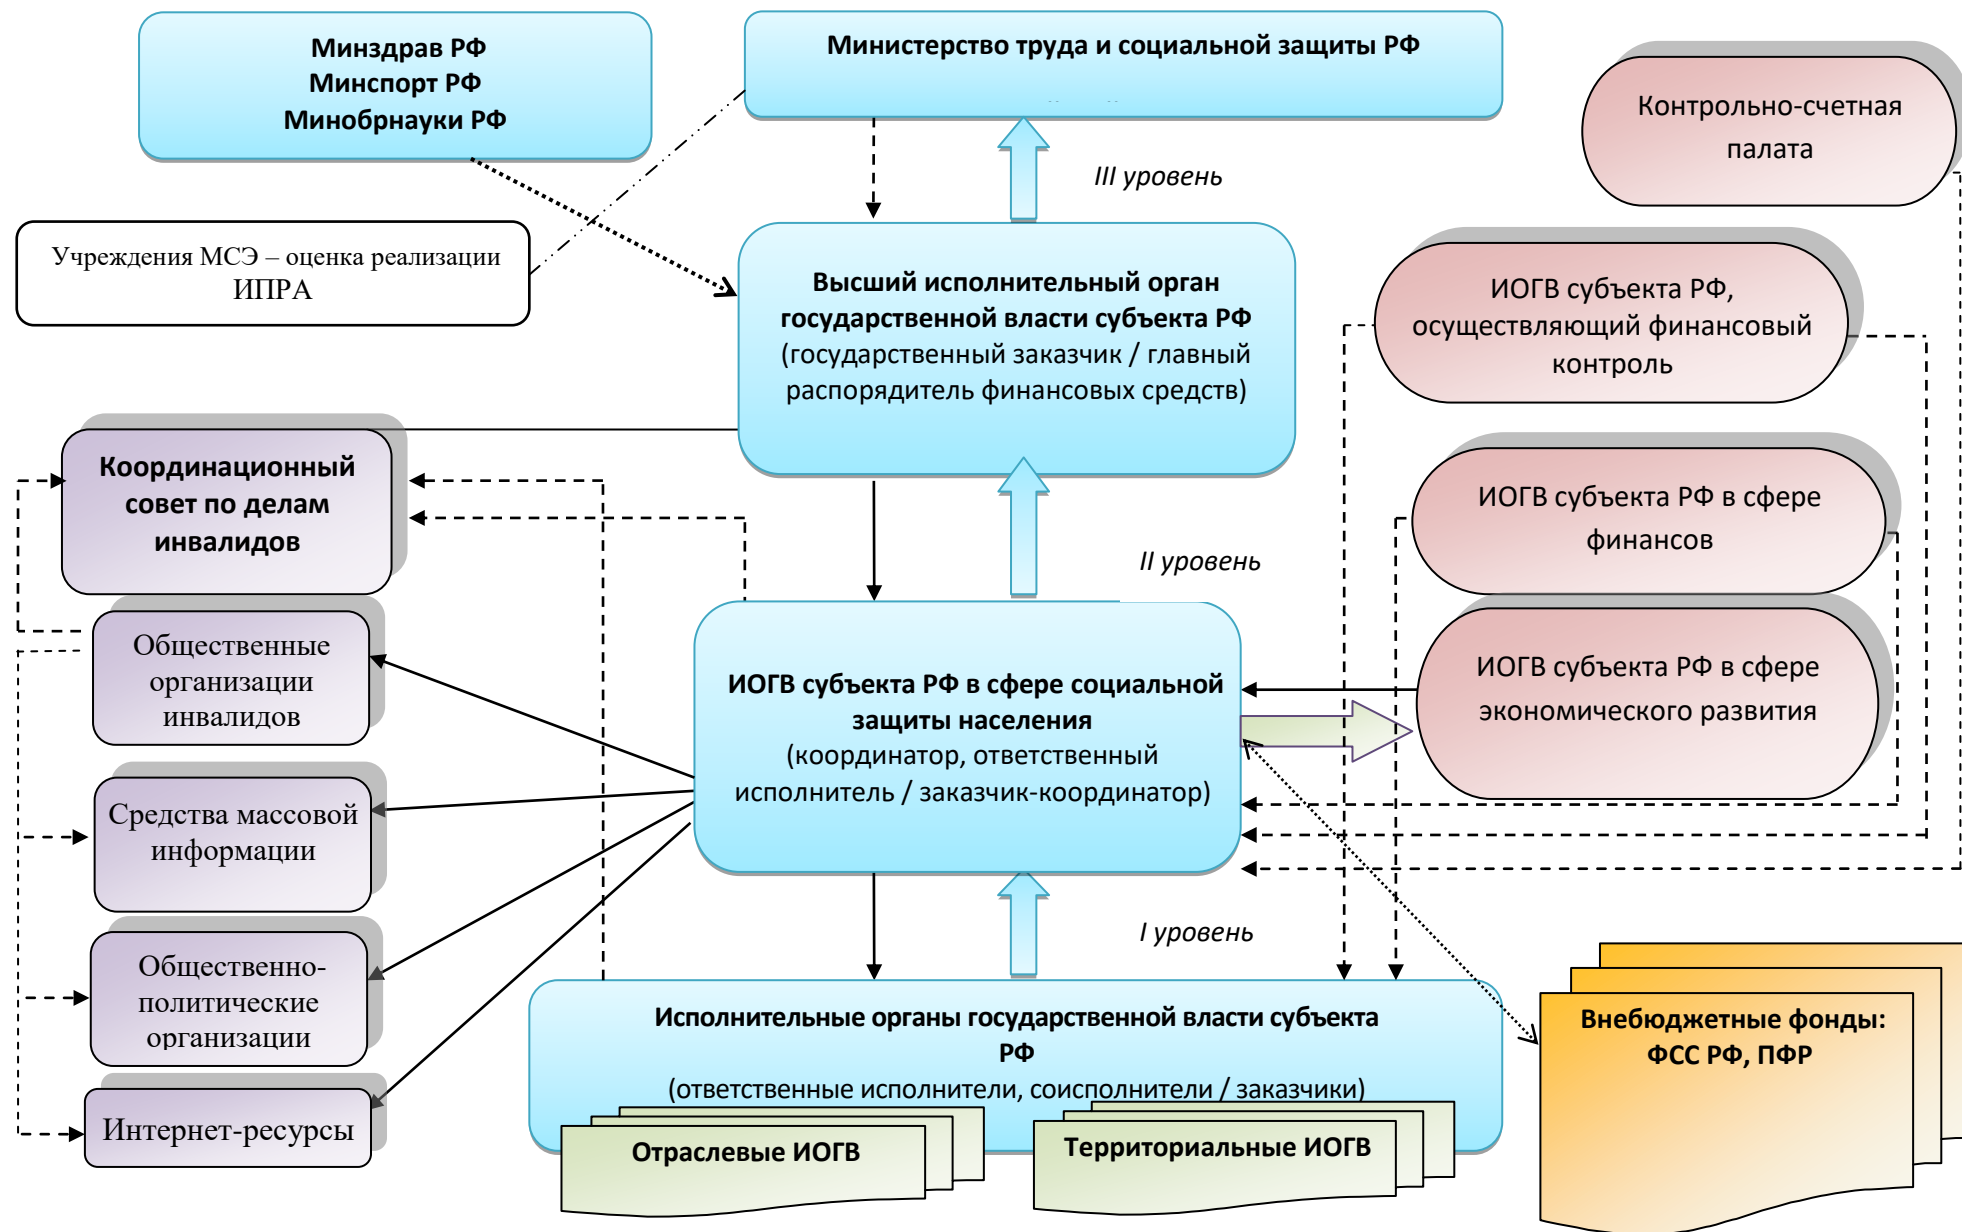 Минздрав РФ
Минспорт РФ
Минобрнауки РФ
Министерство труда и социальной защиты РФ
Контрольно-счетная
палата
III уровень
Учреждения МСЭ – оценка реализации
ИПРА
Высший исполнительный орган
государственной власти субъекта РФ
(государственный заказчик / главный
распорядитель финансовых средств)
ИОГВ субъекта РФ,
осуществляющий финансовый
контроль
Координационный
совет по делам
инвалидов
ИОГВ субъекта РФ в сфере
финансов
II уровень
Общественные
организации
инвалидов
ИОГВ субъекта РФ в сфере социальной
защиты населения
(координатор, ответственный
исполнитель / заказчик-координатор)
ИОГВ субъекта РФ в сфере
экономического развития
Средства массовой
информации
I уровень
Общественно-
политические
организации
Исполнительные органы государственной власти субъекта
РФ
(ответственные исполнители, соисполнители / заказчики)
Внебюджетные фонды:
ФСС РФ, ПФР
Интернет-ресурсы
Отраслевые ИОГВ
Территориальные ИОГВ